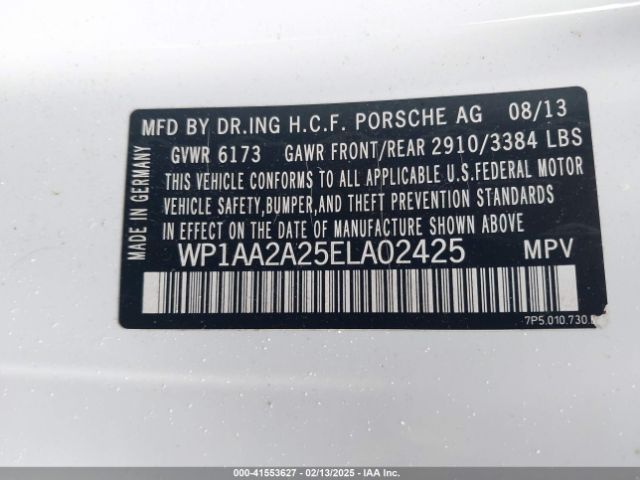 MFD BY DR.ING H.C.F. PORSCHE AG 08/13
GVWR 6173 GAWR FRONT/REAR 2910/3384 LBS
THIS VEHICLE CONFORMS TO ALL APPLICABLE U.S.FEDERAL MOTOR
VEHICLE SAFETY,BUMPER,AND THEFT PREVENTION STANDARDS
IN EFFECT ON THE DATE OF MANUFACTURE SHOWN ABOVE.
WP1AA2A25ELA02425 MPV
MADE IN GERMANY
7P5.010.730.
IAA - 41553627 - 02/13/2025 - IAA Inc.